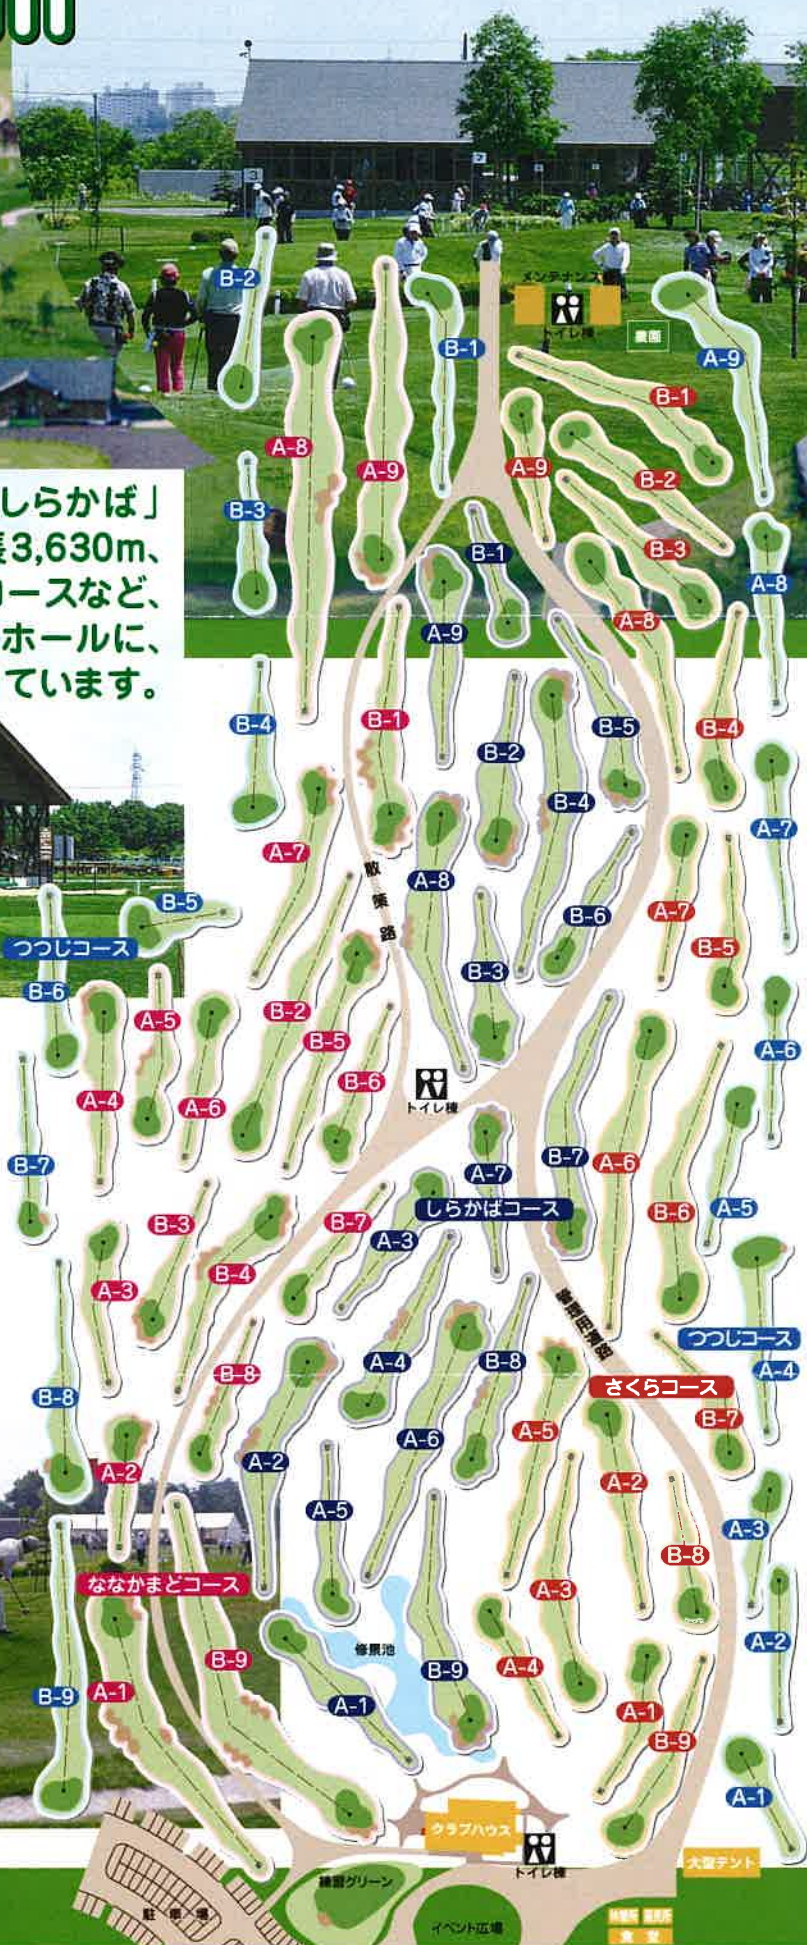 00
3
2
B-2
メンテナンス
トイレ棟
農園
B-1
A-9
B-1
A-8
A-9
A-9
B-2
しらかば」
長3,630m、
コースなど、
ホールに、
ています。
B-3
B-1
B-3
A-8
A-9
A-8
B-4
B-1
B-5
B-4
B-2
A-7
B-4
A-7
散策路
A-8
B-5
B-6
A-7
つつじコース
B-5
B-3
B-6
A-5
B-2
B-5
A-6
A-4
A-6
B-6
トイレ棟
B-7
A-7
B-7
A-6
しらかばコース
B-3
B-7
A-3
B-6
A-5
A-3
B-4
つつじコース
B-8
A-4
B-8
さくらコース
A-4
B-8
A-2
A-6
A-5
B-7
A-2
A-5
A-2
A-3
B-8
ななかまどコース
A-3
修景池
A-2
B-9
A-1
B-9
A-1
B-9
A-4
A-1
B-9
A-1
クラブハウス
トイレ棟
大型テント
練習グリーン
駐車場
イベント広場
食堂